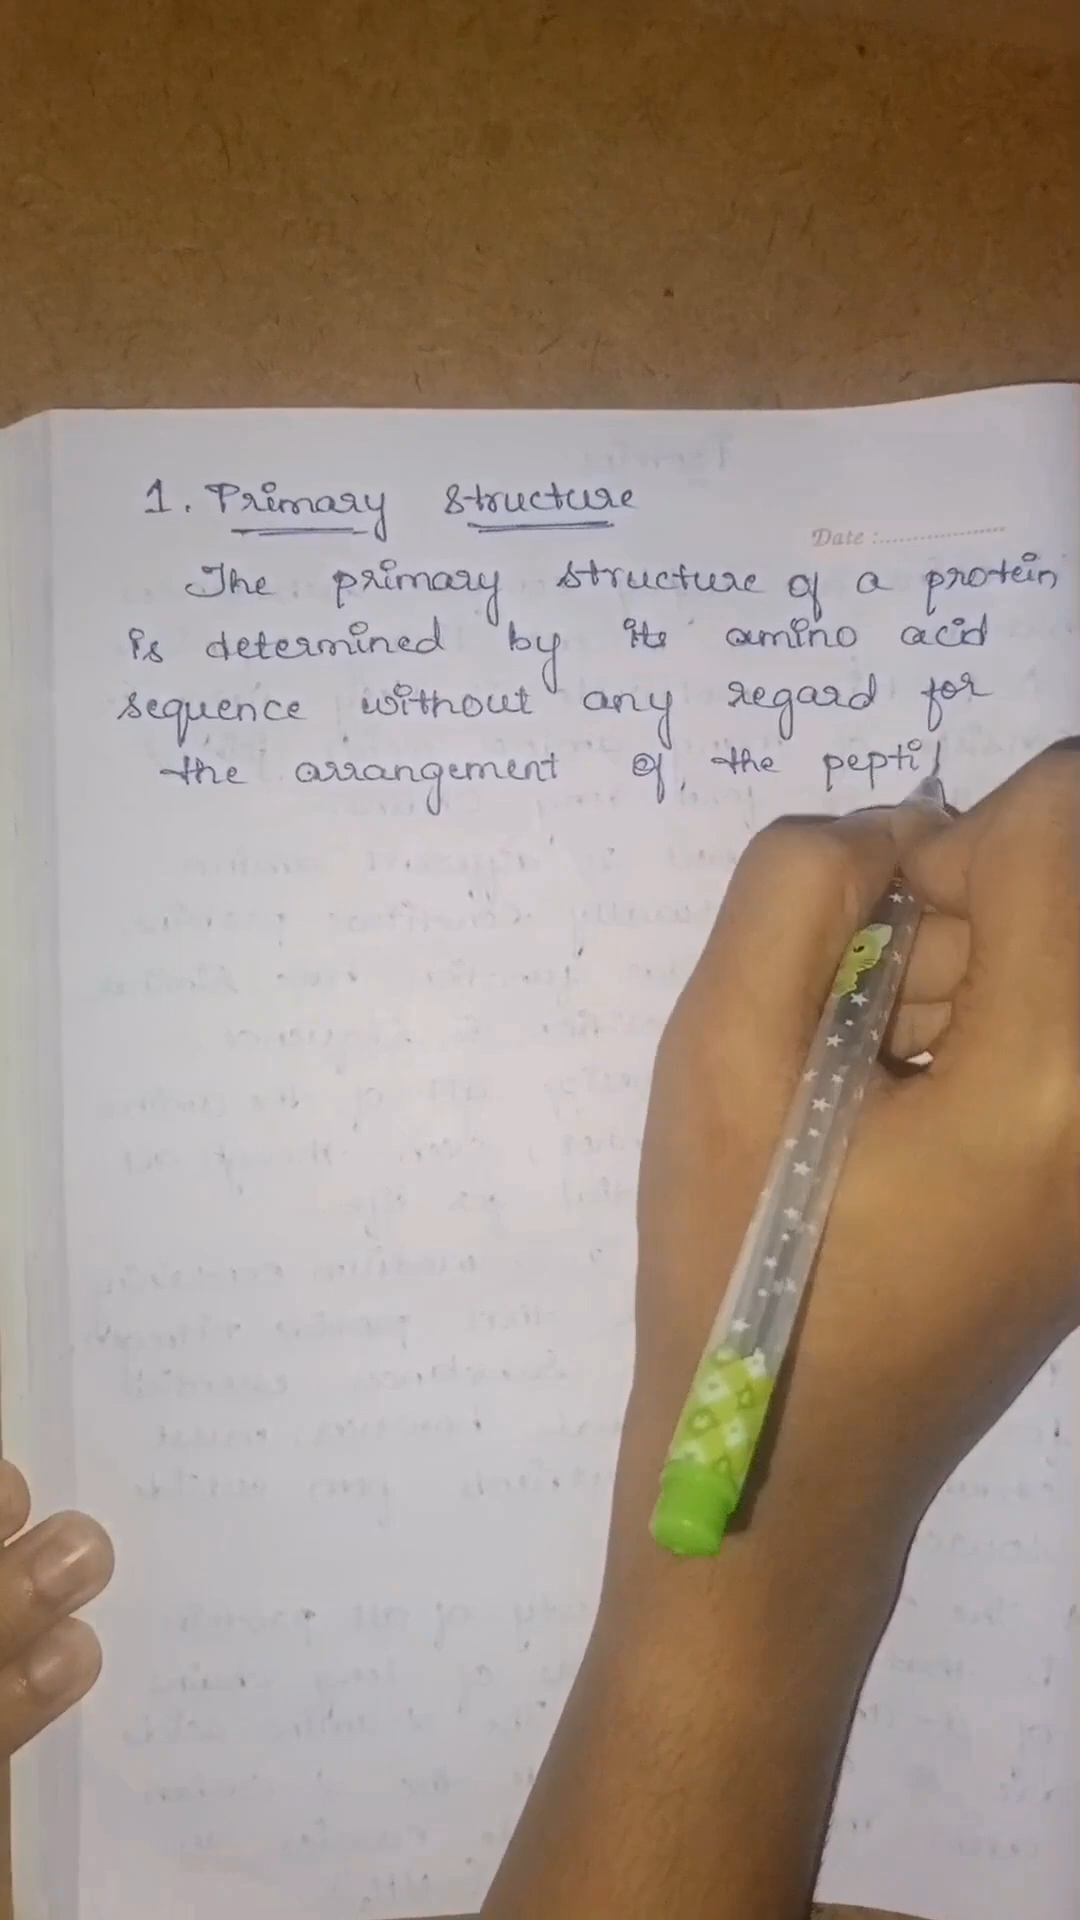 1. Primary Structure
Date :
The primary structure of a protein
is determined by its amino acid
sequence without any regard for
the arrangement of the pepti